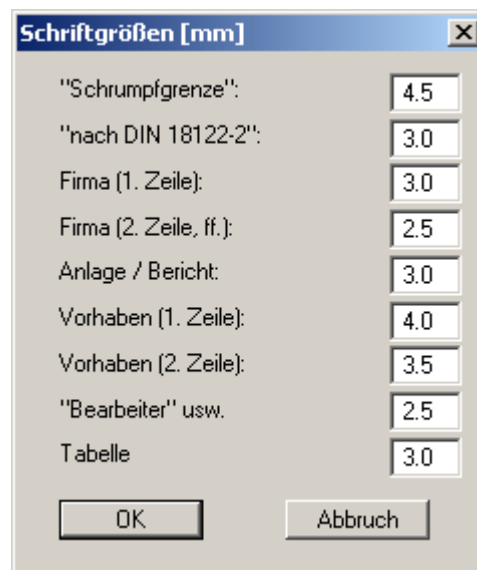 Schriftgrößen [mm]
"Schrumpfgrenze": 4.5
"nach DIN 18122-2": 3.0
Firma (1. Zeile): 3.0
Firma (2. Zeile, ff.): 2.5
Anlage / Bericht: 3.0
Vorhaben (1. Zeile): 4.0
Vorhaben (2. Zeile): 3.5
"Bearbeiter" usw. 2.5
Tabelle 3.0
OK Abbruch